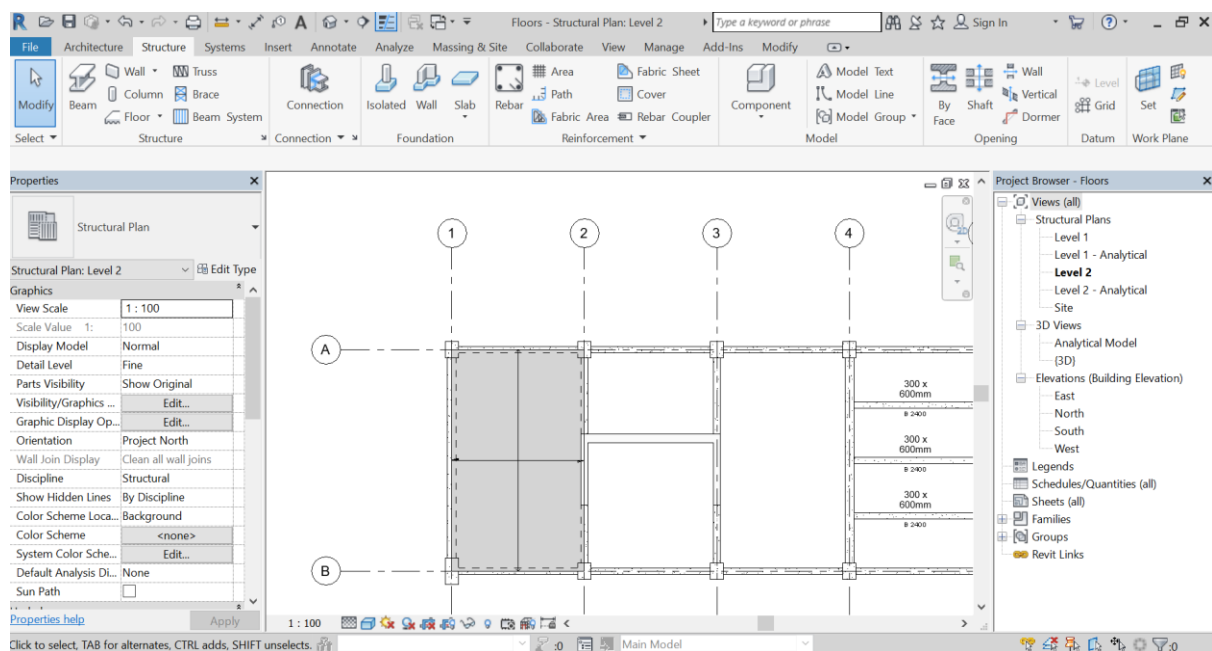 R A Floors - Structural Plan: Level 2 Type a keyword or phrase Sign In ?
File Architecture Structure Systems Insert Annotate Analyze Massing & Site Collaborate View Manage Add-Ins Modify
Modify Beam Wall Truss Connection Isolated Wall Slab Rebar Area Fabric Sheet Component Model Text By Face Shaft Wall Level Set
Column Brace Path Cover Model Line Vertical Grid
Floor Beam System Fabric Area Rebar Coupler Model Group Dormer
Select Structure Connection Foundation Reinforcement Model Opening Datum Work Plane
Properties
Structural Plan
Structural Plan: Level 2 Edit Type
Graphics
View Scale 1 : 100
Scale Value 1: 100
Display Model Normal
Detail Level Fine
Parts Visibility Show Original
Visibility/Graphics ... Edit...
Graphic Display Op... Edit...
Orientation Project North
Wall Join Display Clean all wall joins
Discipline Structural
Show Hidden Lines By Discipline
Color Scheme Loca... Background
Color Scheme <none>
System Color Sche... Edit...
Default Analysis Di... None
Sun Path
Properties help Apply
1 2 3 4
A
300 x
600mm
B 2400
300 x
600mm
B 2400
300 x
600mm
B 2400
B
1 : 100
Project Browser - Floors
Views (all)
Structural Plans
Level 1
Level 1 - Analytical
Level 2
Level 2 - Analytical
Site
3D Views
Analytical Model
{3D}
Elevations (Building Elevation)
East
North
South
West
Legends
Schedules/Quantities (all)
Sheets (all)
Families
Groups
Revit Links
Click to select, TAB for alternates, CTRL adds, SHIFT unselects. :0 Main Model :0